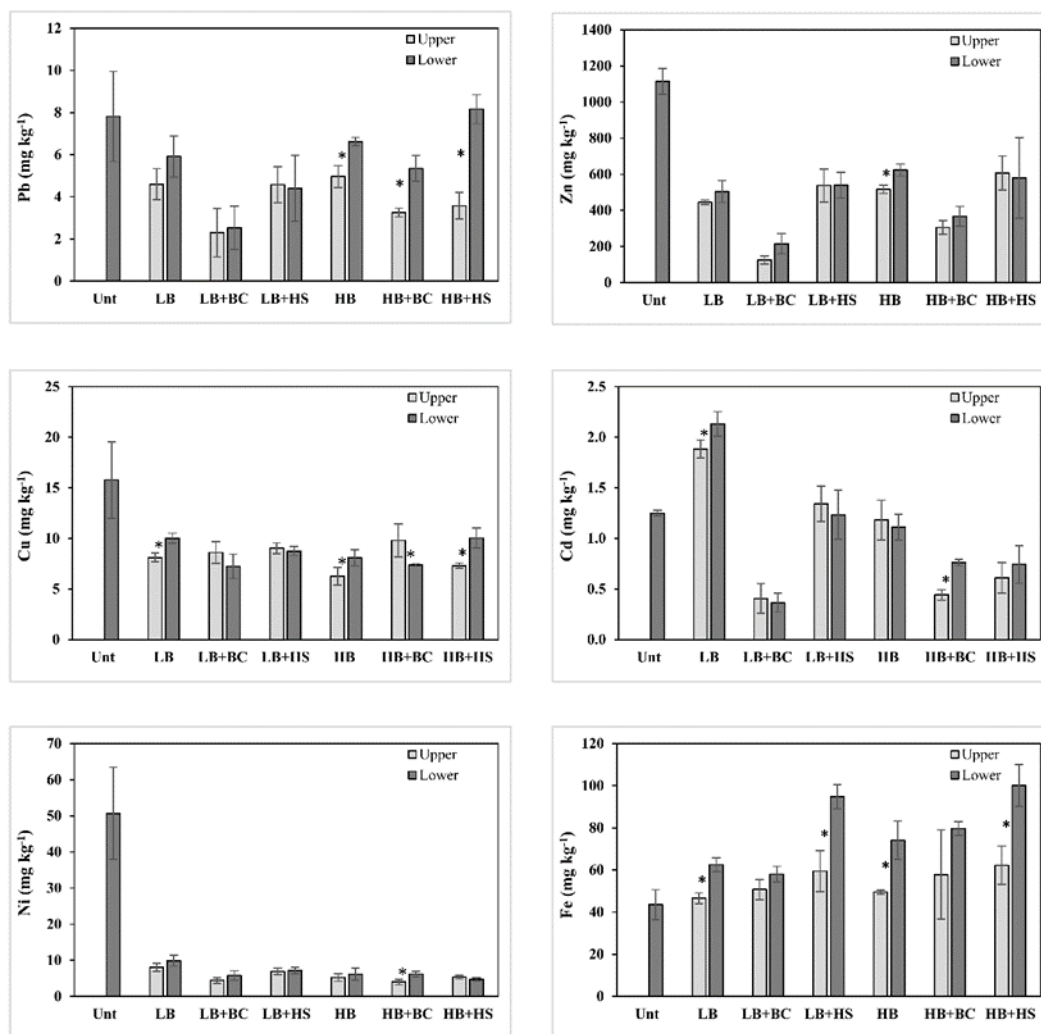 12
10
8
6
4
2
0
Pb (mg kg-1)
Upper
Lower
*
*
*
Unt LB LB+BC LB+HS HB HB+BC HB+HS
1400
1200
1000
800
600
400
200
0
Zn (mg kg-1)
Upper
Lower
*
Unt LB LB+BC LB+HS HB HB+BC HB+HS
25
20
15
10
5
0
Cu (mg kg-1)
Upper
Lower
*
*
*
*
Unt LB LB+BC LB+HS HB HB+BC HB+HS
2.5
2.0
1.5
1.0
0.5
0.0
Cd (mg kg-1)
Upper
Lower
*
*
Unt LB LB+BC LB+HS HB HB+BC HB+HS
70
60
50
40
30
20
10
0
Ni (mg kg-1)
Upper
Lower
*
Unt LB LB+BC LB+HS HB HB+BC HB+HS
120
100
80
60
40
20
0
Fe (mg kg-1)
Upper
Lower
*
*
*
*
Unt LB LB+BC LB+HS HB HB+BC HB+HS